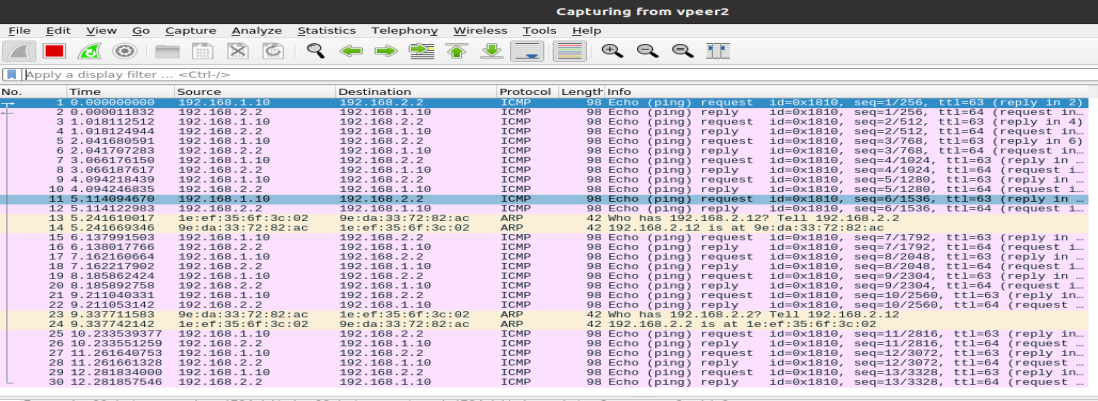 Capturing from vpeer2
File Edit View Go Capture Analyze Statistics Telephony Wireless Tools Help
Apply a display filter ... <Ctrl-/>
No. Time Source Destination Protocol Length Info
1 0.000000000 192.168.1.10 192.168.2.2 ICMP 98 Echo (ping) request id=0x1810, seq=1/256, ttl=63 (reply in 2)
2 0.000011832 192.168.2.2 192.168.1.10 ICMP 98 Echo (ping) reply id=0x1810, seq=1/256, ttl=64 (request in…
3 1.018112512 192.168.1.10 192.168.2.2 ICMP 98 Echo (ping) request id=0x1810, seq=2/512, ttl=63 (reply in 4)
4 1.018124944 192.168.2.2 192.168.1.10 ICMP 98 Echo (ping) reply id=0x1810, seq=2/512, ttl=64 (request in…
5 2.041680591 192.168.1.10 192.168.2.2 ICMP 98 Echo (ping) request id=0x1810, seq=3/768, ttl=63 (reply in 6)
6 2.041707283 192.168.2.2 192.168.1.10 ICMP 98 Echo (ping) reply id=0x1810, seq=3/768, ttl=64 (request in…
7 3.066176150 192.168.1.10 192.168.2.2 ICMP 98 Echo (ping) request id=0x1810, seq=4/1024, ttl=63 (reply in …
8 3.066187617 192.168.2.2 192.168.1.10 ICMP 98 Echo (ping) reply id=0x1810, seq=4/1024, ttl=64 (request i…
9 4.094218439 192.168.1.10 192.168.2.2 ICMP 98 Echo (ping) request id=0x1810, seq=5/1280, ttl=63 (reply in …
10 4.094246835 192.168.2.2 192.168.1.10 ICMP 98 Echo (ping) reply id=0x1810, seq=5/1280, ttl=64 (request i…
11 5.114094670 192.168.1.10 192.168.2.2 ICMP 98 Echo (ping) request id=0x1810, seq=6/1536, ttl=63 (reply in …
12 5.114122983 192.168.2.2 192.168.1.10 ICMP 98 Echo (ping) reply id=0x1810, seq=6/1536, ttl=64 (request i…
13 5.241610017 1e:ef:35:6f:3c:02 9e:da:33:72:82:ac ARP 42 Who has 192.168.2.12? Tell 192.168.2.2
14 5.241669346 9e:da:33:72:82:ac 1e:ef:35:6f:3c:02 ARP 42 192.168.2.12 is at 9e:da:33:72:82:ac
15 6.137991503 192.168.1.10 192.168.2.2 ICMP 98 Echo (ping) request id=0x1810, seq=7/1792, ttl=63 (reply in …
16 6.138017766 192.168.2.2 192.168.1.10 ICMP 98 Echo (ping) reply id=0x1810, seq=7/1792, ttl=64 (request i…
17 7.162160664 192.168.1.10 192.168.2.2 ICMP 98 Echo (ping) request id=0x1810, seq=8/2048, ttl=63 (reply in …
18 7.162217902 192.168.2.2 192.168.1.10 ICMP 98 Echo (ping) reply id=0x1810, seq=8/2048, ttl=64 (request i…
19 8.185862424 192.168.1.10 192.168.2.2 ICMP 98 Echo (ping) request id=0x1810, seq=9/2304, ttl=63 (reply in …
20 8.185892758 192.168.2.2 192.168.1.10 ICMP 98 Echo (ping) reply id=0x1810, seq=9/2304, ttl=64 (request i…
21 9.211040331 192.168.1.10 192.168.2.2 ICMP 98 Echo (ping) request id=0x1810, seq=10/2560, ttl=63 (reply in…
22 9.211053142 192.168.2.2 192.168.1.10 ICMP 98 Echo (ping) reply id=0x1810, seq=10/2560, ttl=64 (request …
23 9.337711583 9e:da:33:72:82:ac 1e:ef:35:6f:3c:02 ARP 42 Who has 192.168.2.2? Tell 192.168.2.12
24 9.337742142 1e:ef:35:6f:3c:02 9e:da:33:72:82:ac ARP 42 192.168.2.2 is at 1e:ef:35:6f:3c:02
25 10.233539377 192.168.1.10 192.168.2.2 ICMP 98 Echo (ping) request id=0x1810, seq=11/2816, ttl=63 (reply in…
26 10.233551259 192.168.2.2 192.168.1.10 ICMP 98 Echo (ping) reply id=0x1810, seq=11/2816, ttl=64 (request …
27 11.261640753 192.168.1.10 192.168.2.2 ICMP 98 Echo (ping) request id=0x1810, seq=12/3072, ttl=63 (reply in…
28 11.261661328 192.168.2.2 192.168.1.10 ICMP 98 Echo (ping) reply id=0x1810, seq=12/3072, ttl=64 (request …
29 12.281834000 192.168.1.10 192.168.2.2 ICMP 98 Echo (ping) request id=0x1810, seq=13/3328, ttl=63 (reply in…
30 12.281857546 192.168.2.2 192.168.1.10 ICMP 98 Echo (ping) reply id=0x1810, seq=13/3328, ttl=64 (request …